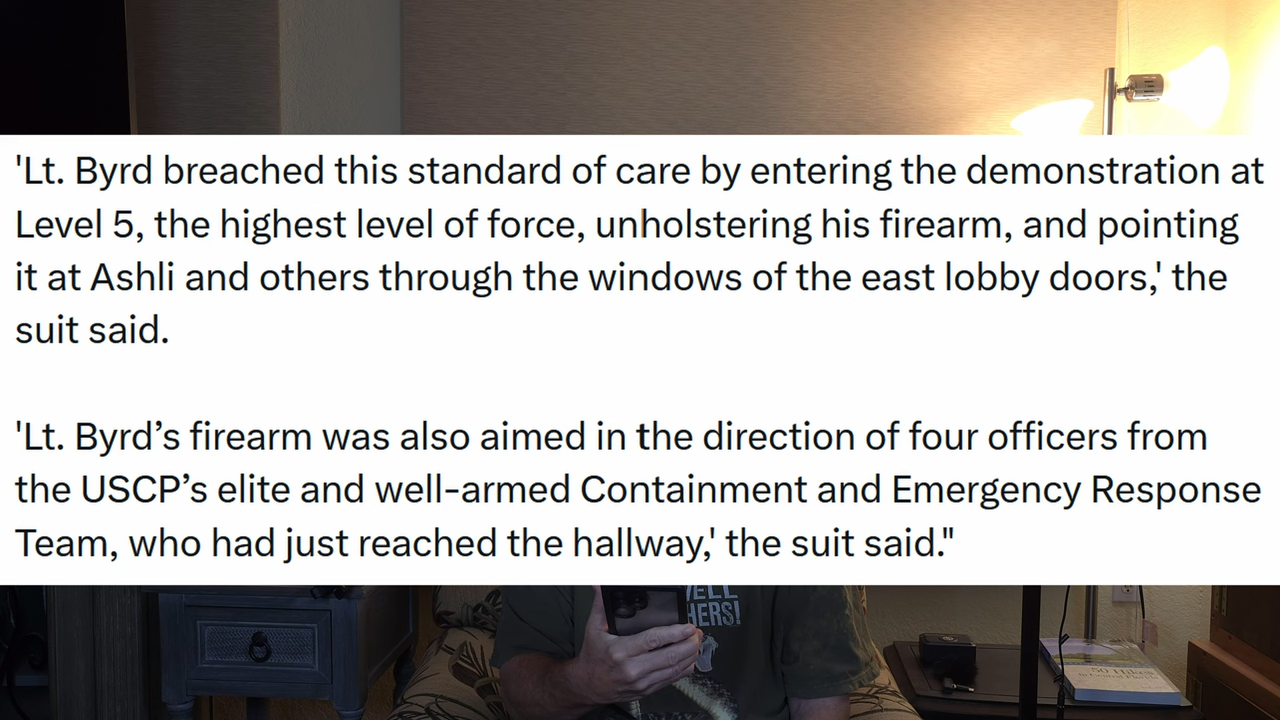 'Lt. Byrd breached this standard of care by entering the demonstration at
Level 5, the highest level of force, unholstering his firearm, and pointing
it at Ashli and others through the windows of the east lobby doors,' the
suit said.
'Lt. Byrd’s firearm was also aimed in the direction of four officers from
the USCP’s elite and well-armed Containment and Emergency Response
Team, who had just reached the hallway,' the suit said."